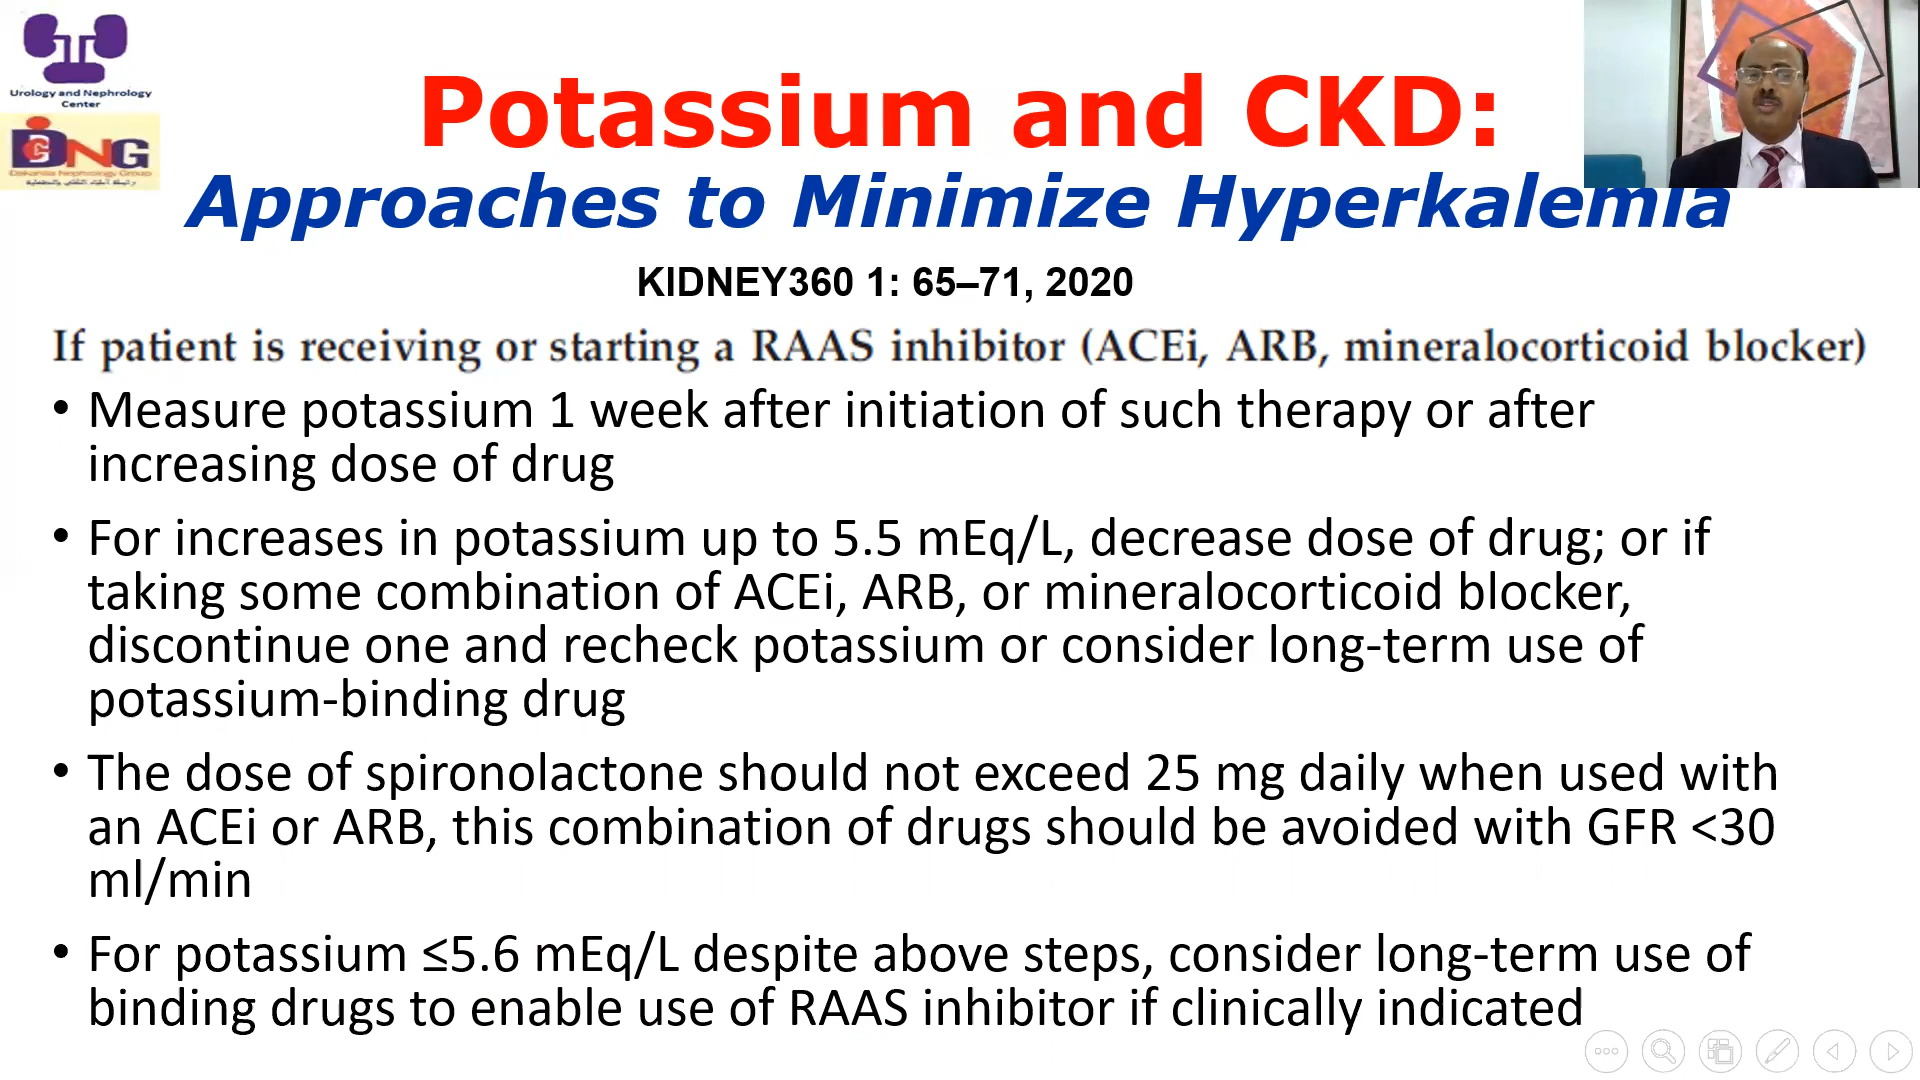 Urology and Nephrology
Center
DNG
Dakahlia Nephrology Group
Potassium and CKD:
Approaches to Minimize Hyperkalemia
KIDNEY360 1: 65–71, 2020
If patient is receiving or starting a RAAS inhibitor (ACEi, ARB, mineralocorticoid blocker)
• Measure potassium 1 week after initiation of such therapy or after
increasing dose of drug
• For increases in potassium up to 5.5 mEq/L, decrease dose of drug; or if
taking some combination of ACEi, ARB, or mineralocorticoid blocker,
discontinue one and recheck potassium or consider long-term use of
potassium-binding drug
• The dose of spironolactone should not exceed 25 mg daily when used with
an ACEi or ARB, this combination of drugs should be avoided with GFR <30
ml/min
• For potassium ≤5.6 mEq/L despite above steps, consider long-term use of
binding drugs to enable use of RAAS inhibitor if clinically indicated